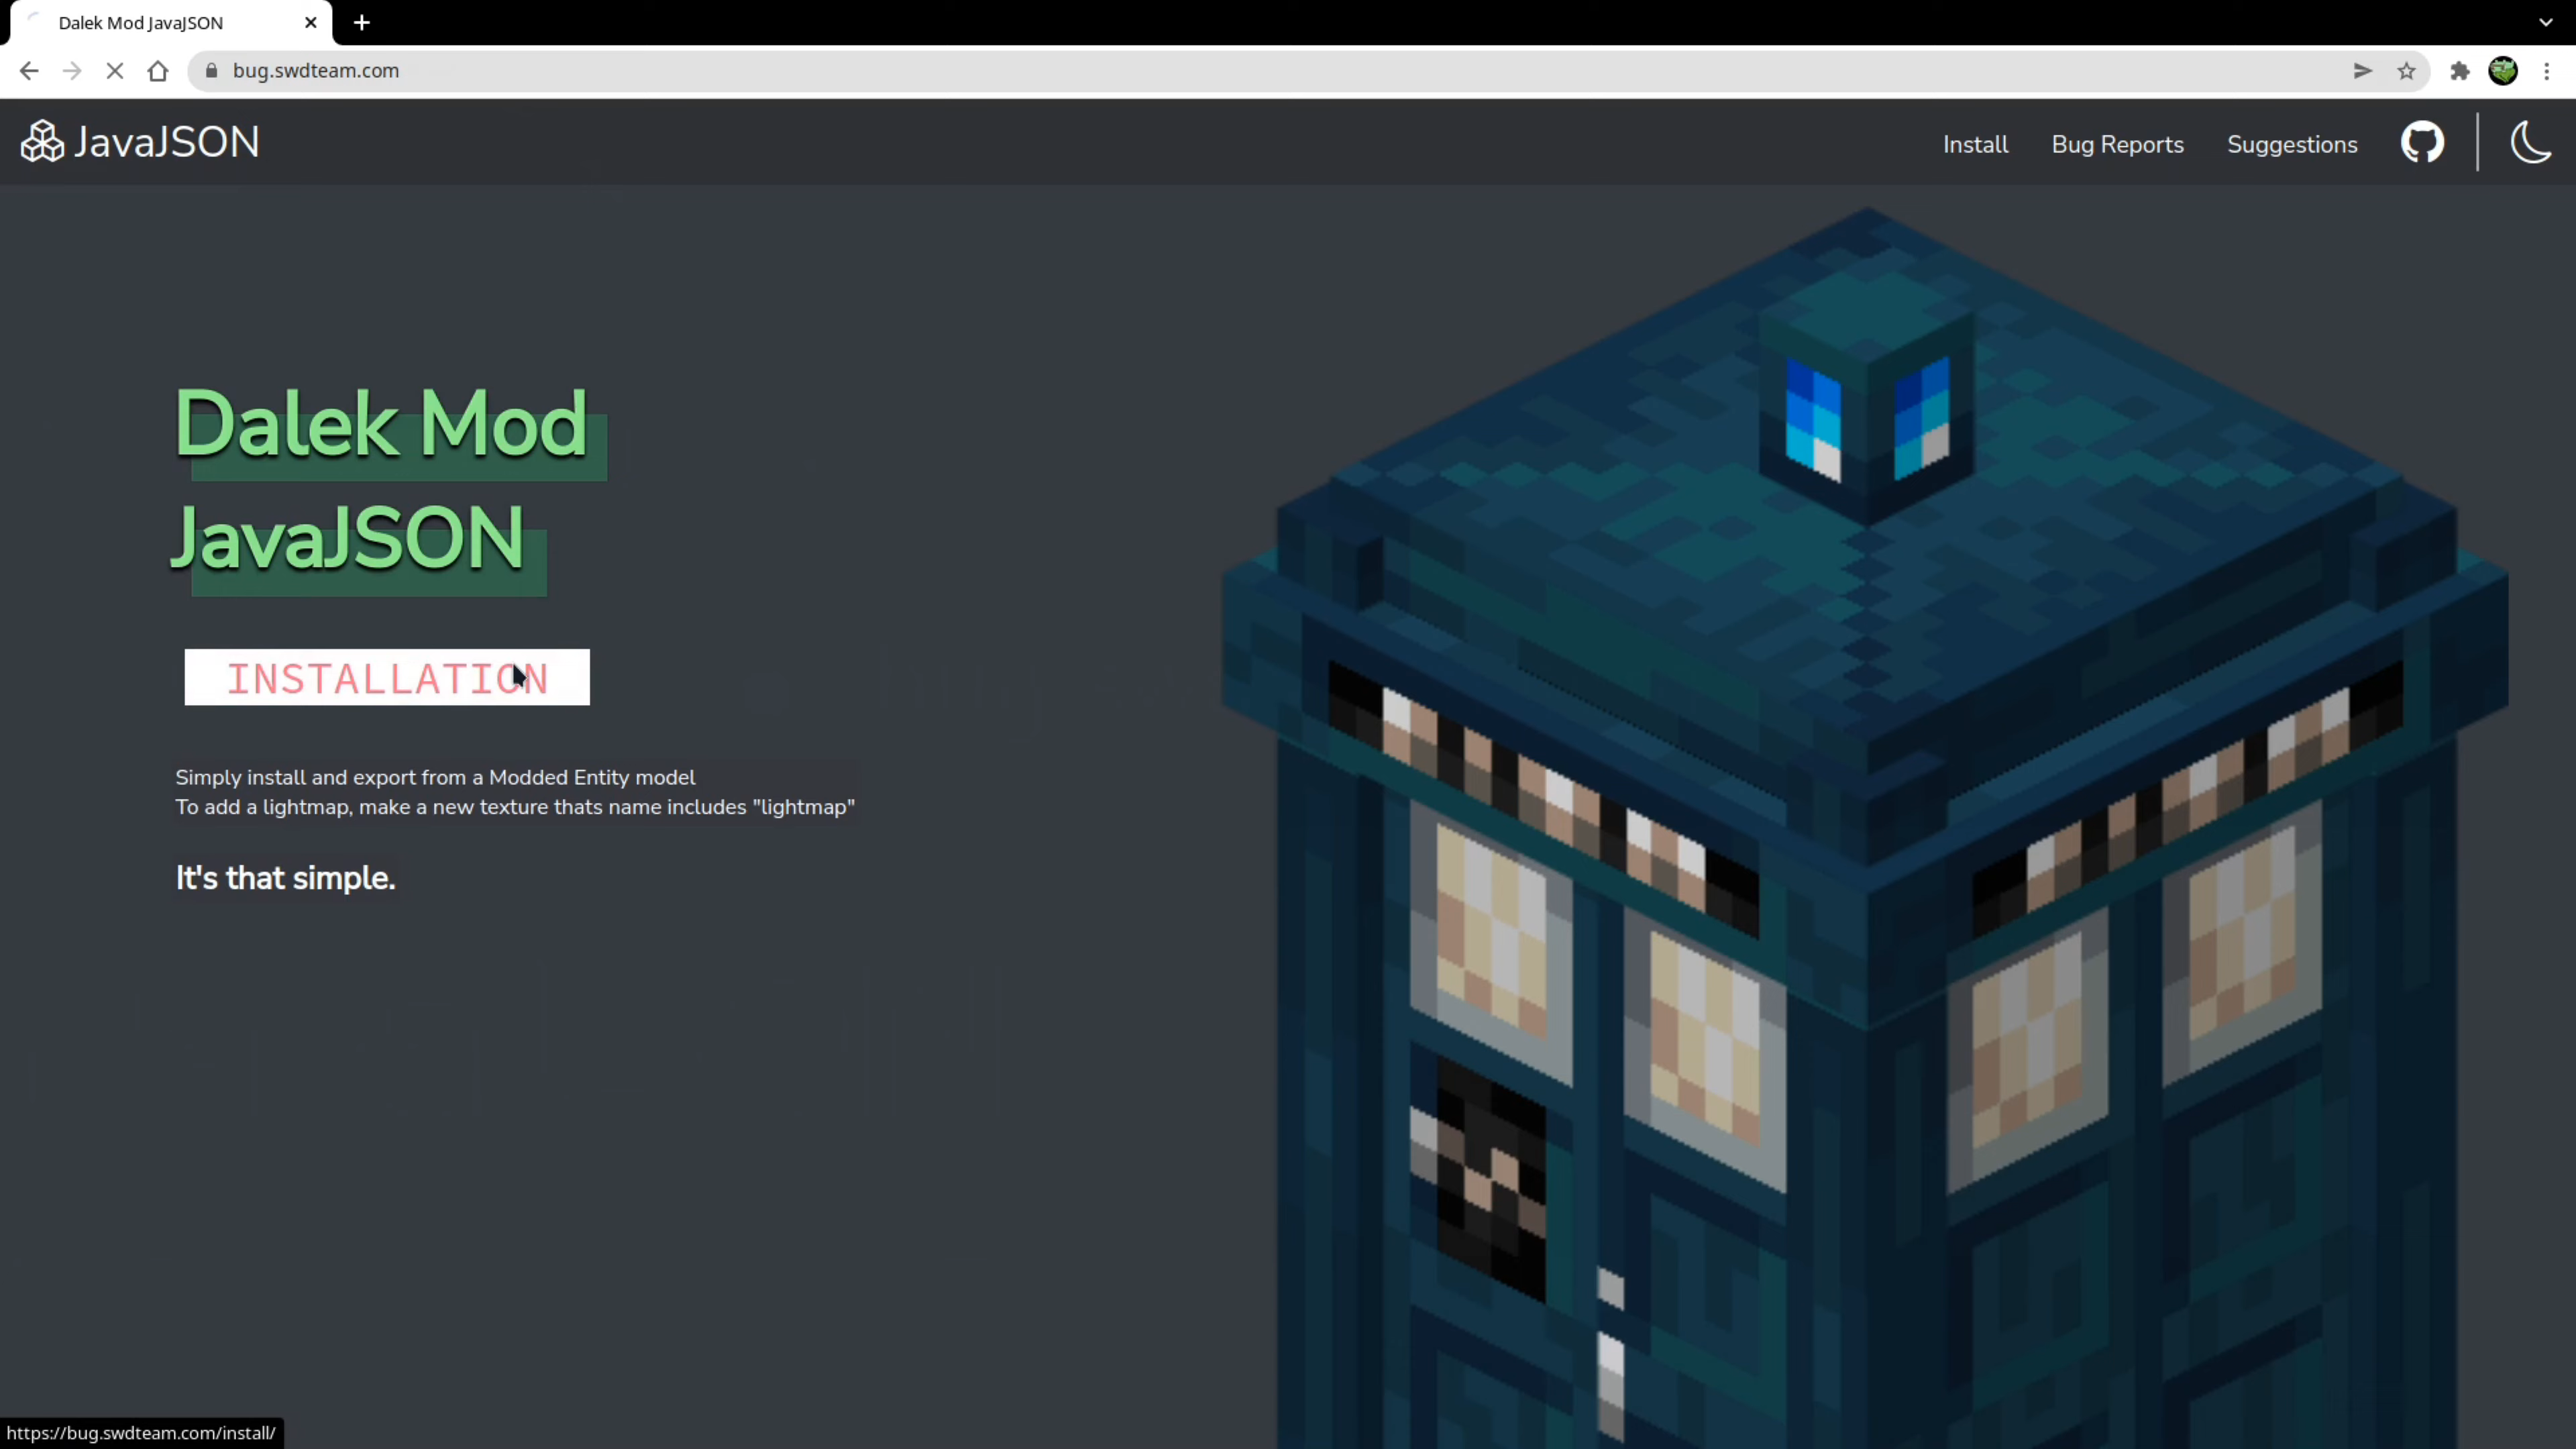 Dalek Mod JavaJSON
bug.swdteam.com
JavaJSON
Install
Bug Reports
Suggestions
Dalek Mod
JavaJSON
INSTALLATION
Simply install and export from a Modded Entity model
To add a lightmap, make a new texture thats name includes "lightmap"
It's that simple.
https://bug.swdteam.com/install/